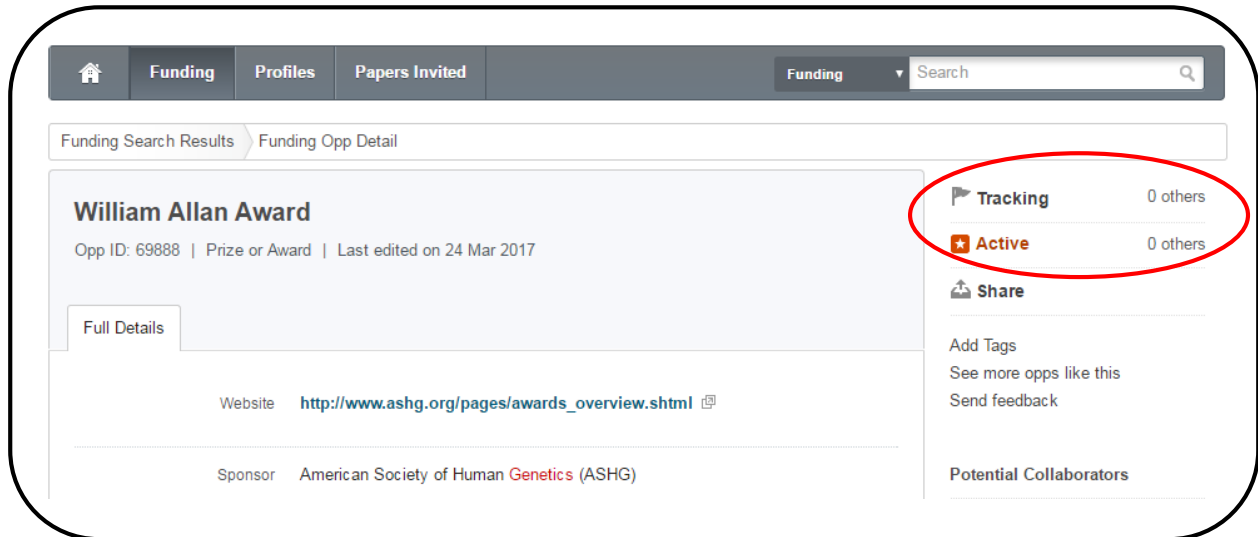 Funding Profiles Papers Invited Funding Search
Funding Search Results Funding Opp Detail
William Allan Award
Opp ID: 69888 | Prize or Award | Last edited on 24 Mar 2017
Full Details
Website http://www.ashg.org/pages/awards_overview.shtml
Sponsor American Society of Human Genetics (ASHG)
Tracking 0 others
Active 0 others
Share
Add Tags
See more opps like this
Send feedback
Potential Collaborators